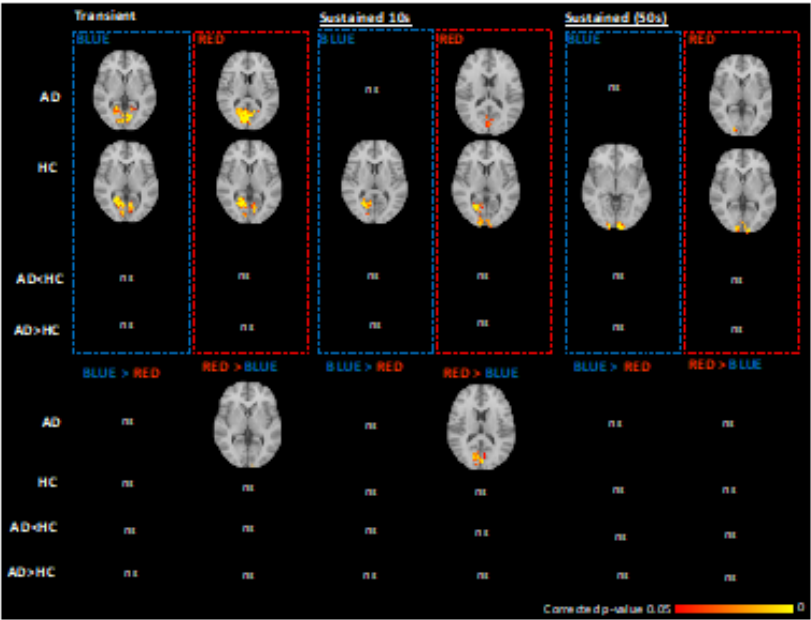 Transient Sustained 10s Sustained (50s)
BLUE RED BLUE RED BLUE RED
AD ns ns
HC
AD<HC ns ns ns ns ns ns
AD>HC ns ns ns ns ns ns
BLUE > RED RED > BLUE BLUE > RED RED > BLUE BLUE > RED RED > BLUE
AD ns ns ns ns
HC ns ns ns ns ns ns
AD<HC ns ns ns ns ns ns
AD>HC ns ns ns ns ns ns
Corrected p-value 0.05 0